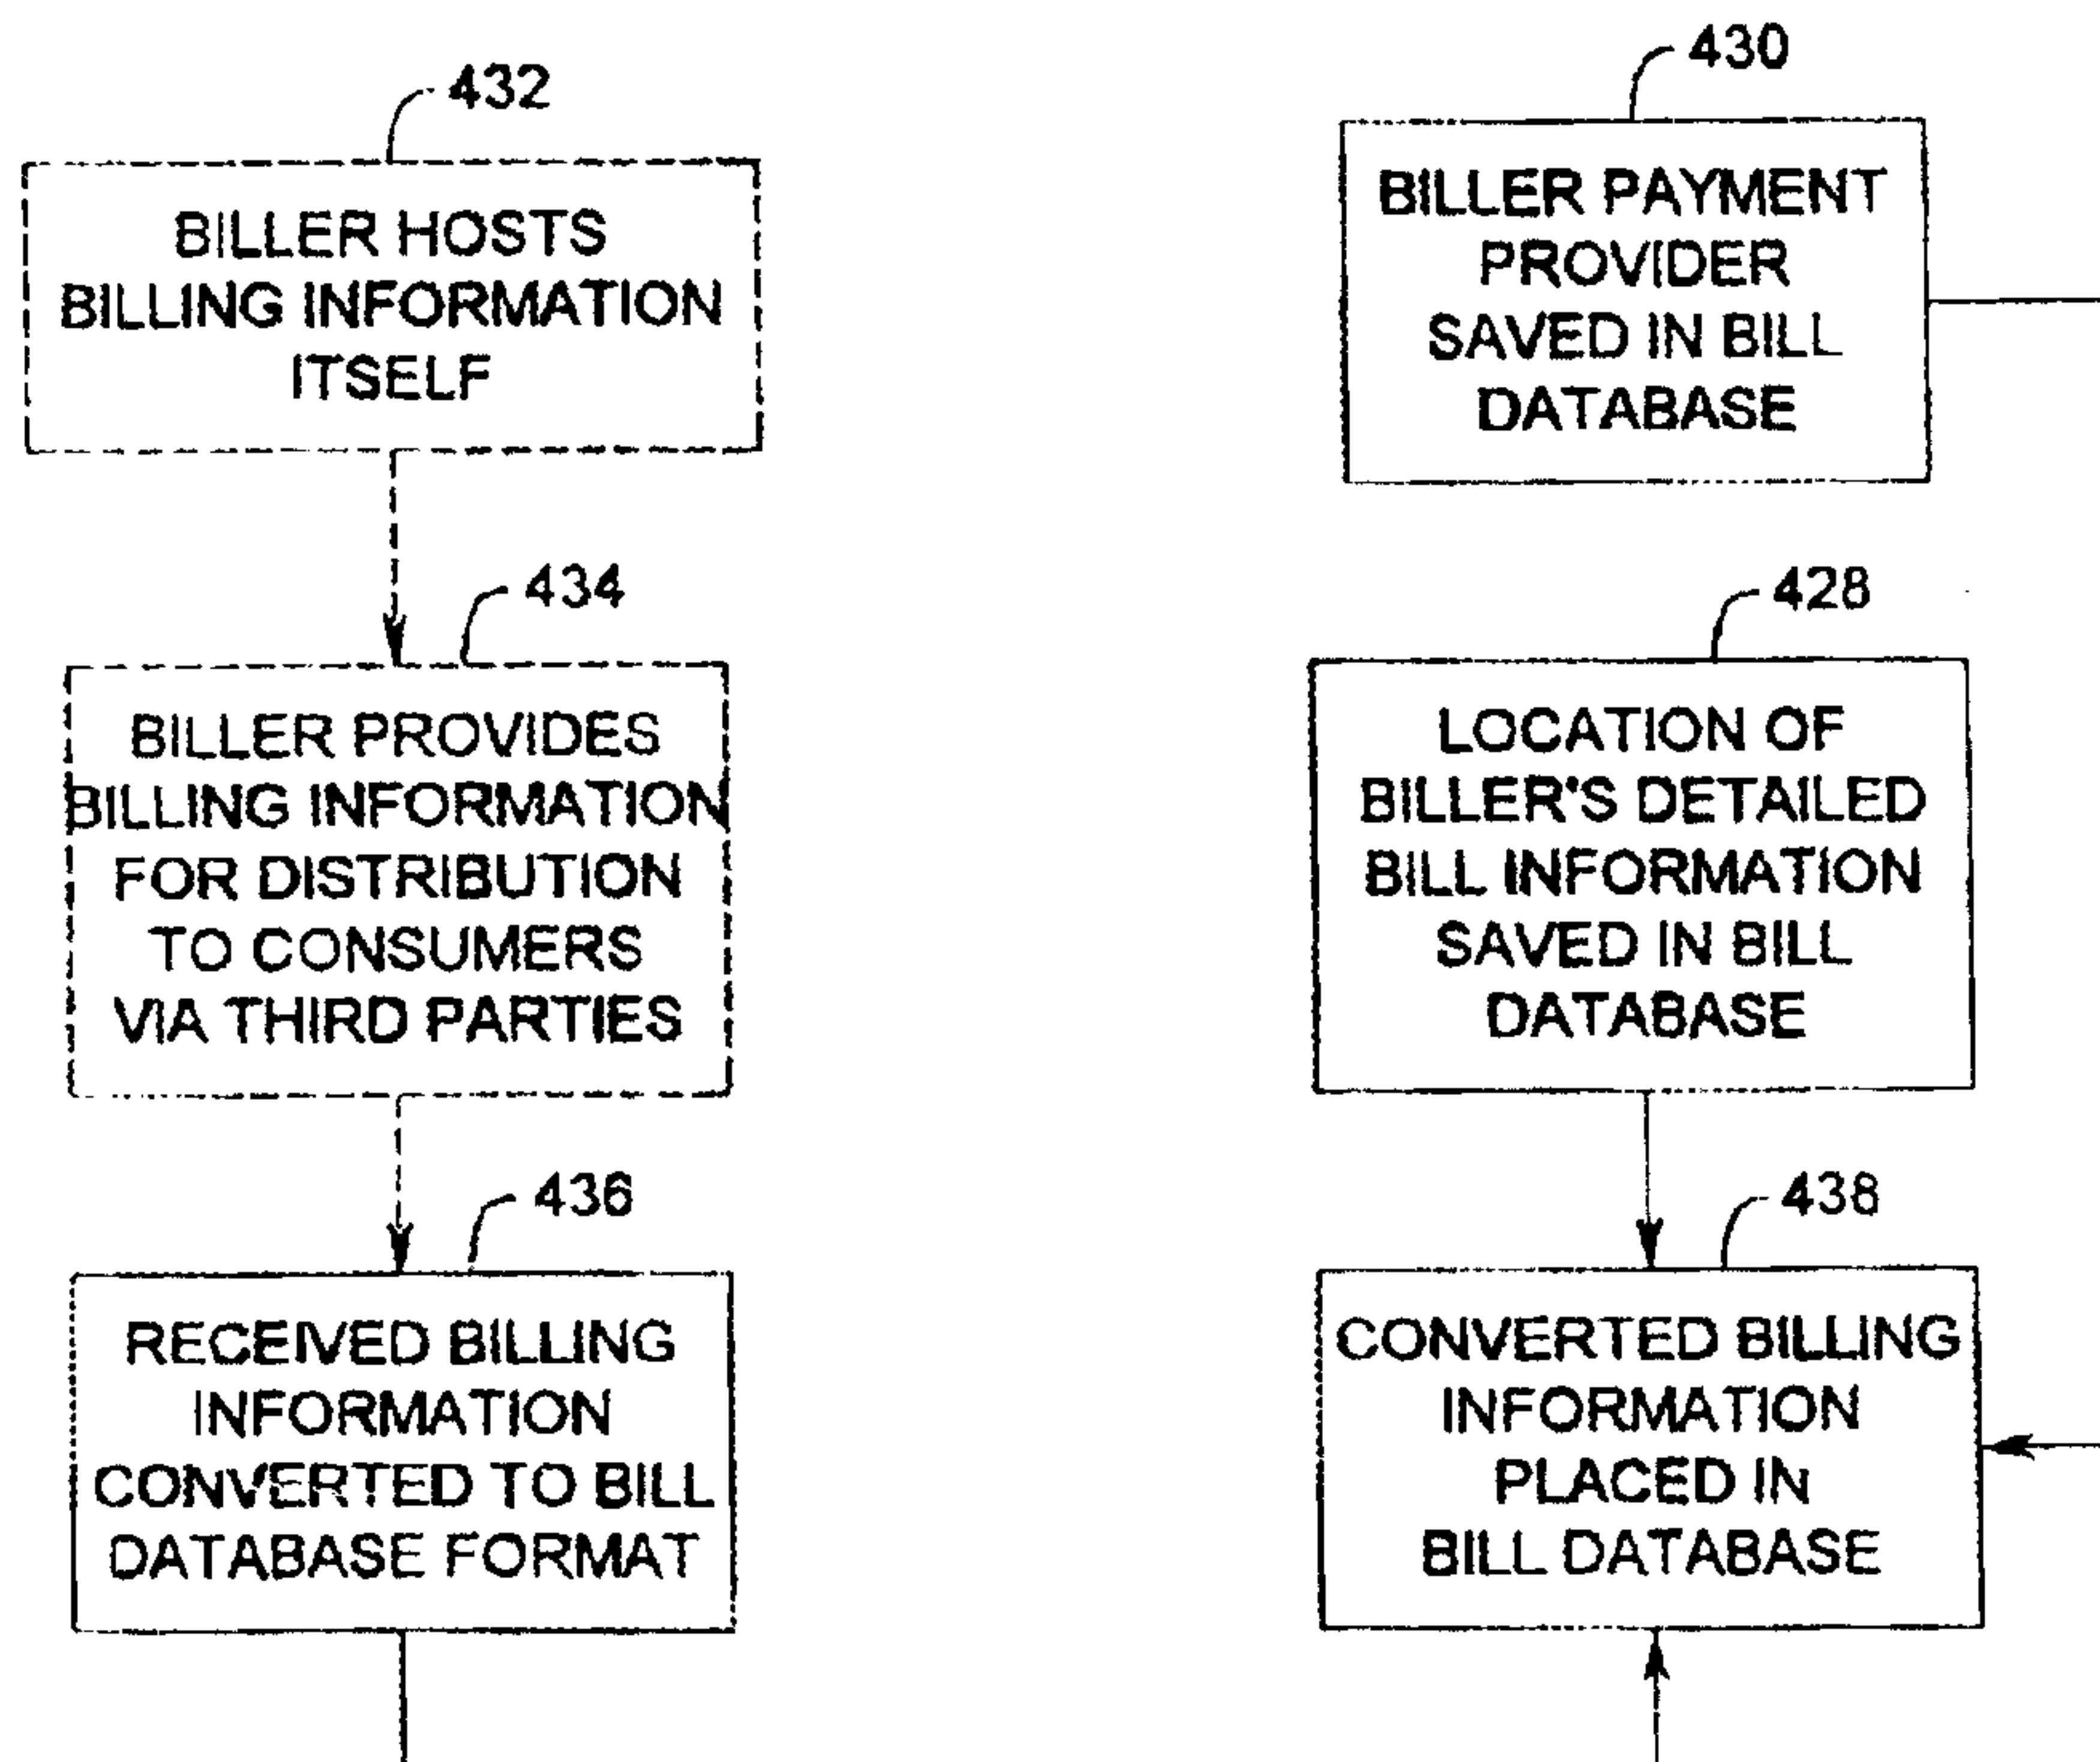 432
BILLER HOSTS
BILLING INFORMATION
ITSELF
434
BILLER PROVIDES
BILLING INFORMATION
FOR DISTRIBUTION
TO CONSUMERS
VIA THIRD PARTIES
436
RECEIVED BILLING
INFORMATION
CONVERTED TO BILL
DATABASE FORMAT
430
BILLER PAYMENT
PROVIDER
SAVED IN BILL
DATABASE
428
LOCATION OF
BILLER'S DETAILED
BILL INFORMATION
SAVED IN BILL
DATABASE
438
CONVERTED BILLING
INFORMATION
PLACED IN
BILL DATABASE